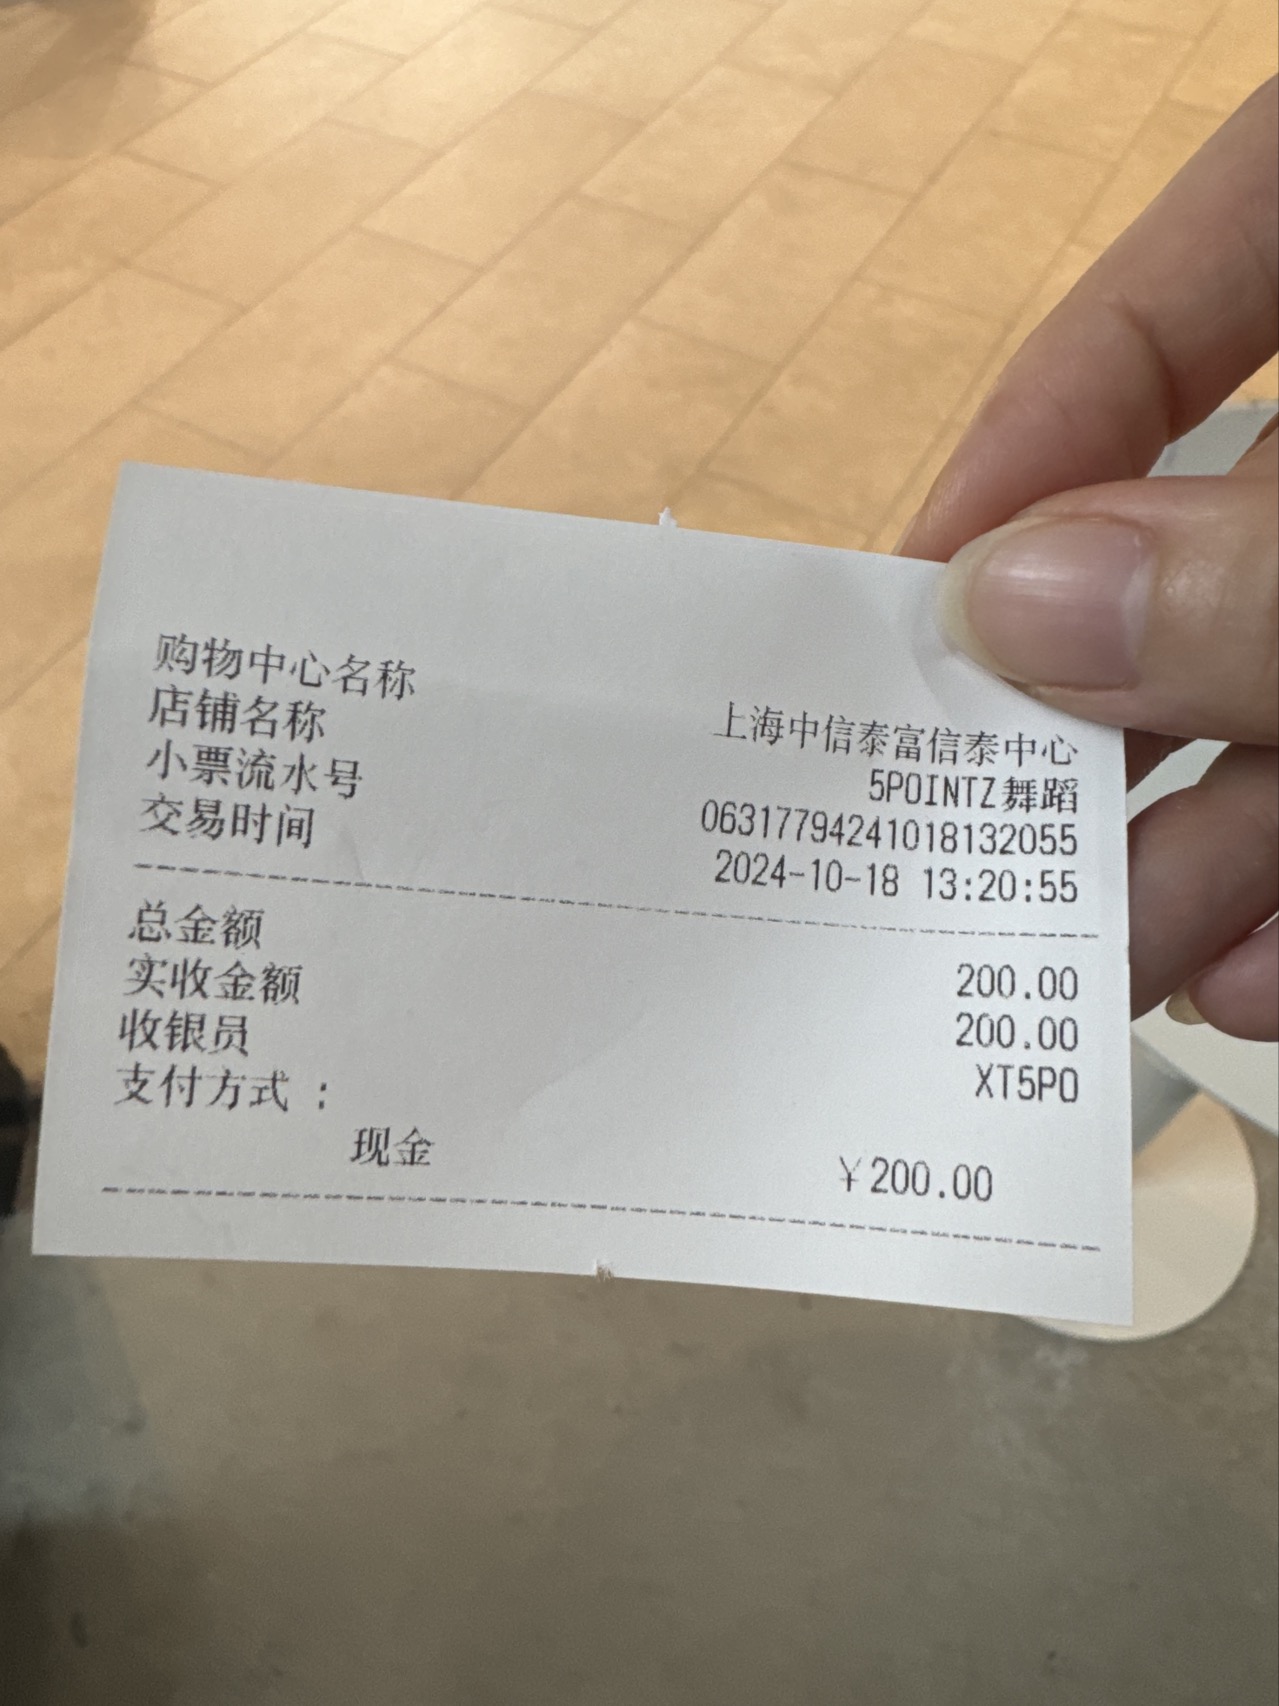 购物中心名称 上海中信泰富信泰中心
店铺名称 5POINTZ舞蹈
小票流水号 06317794241018132055
交易时间 2024-10-18 13:20:55
总金额 200.00
实收金额 200.00
收银员 XT5PO
支付方式 :
现金 ¥200.00